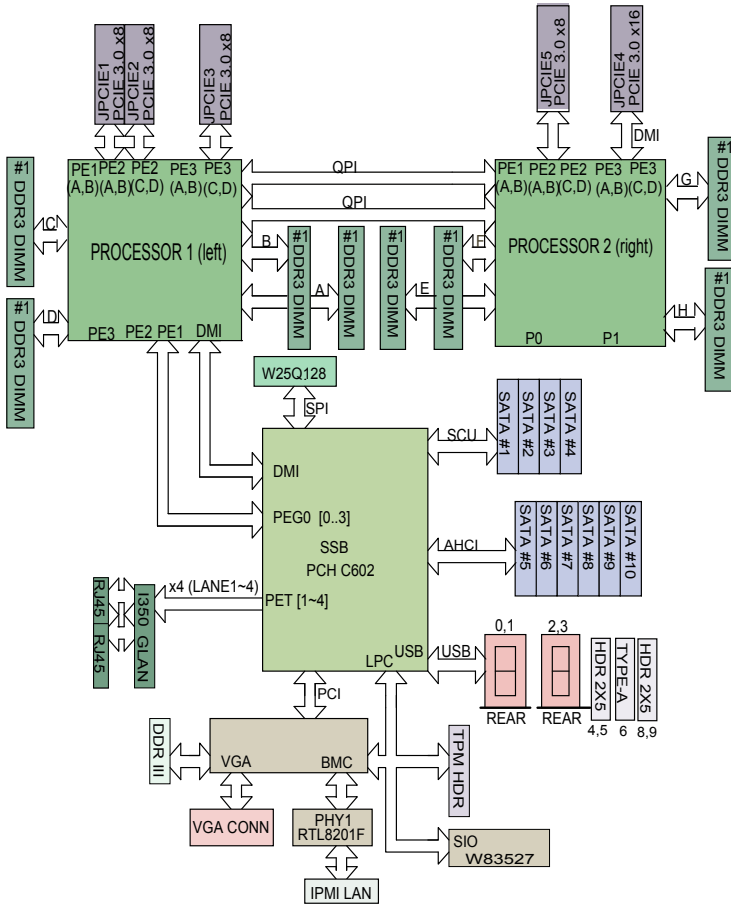 JPCIE1
PCIE 3.0 x8
JPCIE2
PCIE 3.0 x8
JPCIE3
PCIE 3.0 x8
JPCIE5
PCIE 3.0 x8
JPCIE4
PCIE 3.0 x16
DMI
#1
DDR3 DIMM
C
#1
DDR3 DIMM
D
PE1 PE2 PE2 PE3 PE3
(A,B) (A,B) (C,D) (A,B) (C,D)
PROCESSOR 1 (left)
PE3 PE2 PE1 DMI
QPI
QPI
B
#1
DDR3 DIMM
A
#1
DDR3 DIMM
#1
DDR3 DIMM
E
#1
DDR3 DIMM
F
PE1 PE2 PE2 PE3 PE3
(A,B) (A,B) (C,D) (A,B) (C,D)
PROCESSOR 2 (right)
P0 P1
G
#1
DDR3 DIMM
H
#1
DDR3 DIMM
W25Q128
SPI
DMI
PEG0 [0..3]
SSB
PCH C602
PET [1~4]
LPC
USB
SCU
SATA #1
SATA #2
SATA #3
SATA #4
AHCI
SATA #5
SATA #6
SATA #7
SATA #8
SATA #9
SATA #10
x4 (LANE1~4)
RJ45
RJ45
I350 GLAN
USB
0,1
REAR
2,3
REAR
HDR 2X5
4,5
TYPE-A
6
HDR 2X5
8,9
PCI
DDR III
VGA
BMC
TPM HDR
VGA CONN
PHY1
RTL8201F
IPMI LAN
SIO
W83527